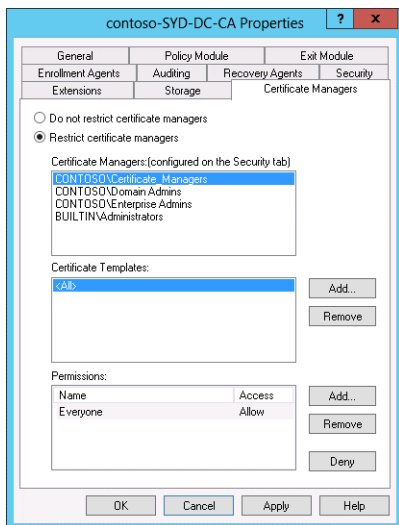 contoso-SYD-DC-CA Properties
? x
General Policy Module Exit Module
Enrollment Agents Auditing Recovery Agents Security
Extensions Storage Certificate Managers
Do not restrict certificate managers
Restrict certificate managers
Certificate Managers:(configured on the Security tab)
CONTOSO\Certificate_Managers
CONTOSO\Domain Admins
CONTOSO\Enterprise Admins
BUILTIN\Administrators
Certificate Templates:
<All>
Add...
Remove
Permissions:
Name Access
Everyone Allow
Add...
Remove
Deny
OK Cancel Apply Help